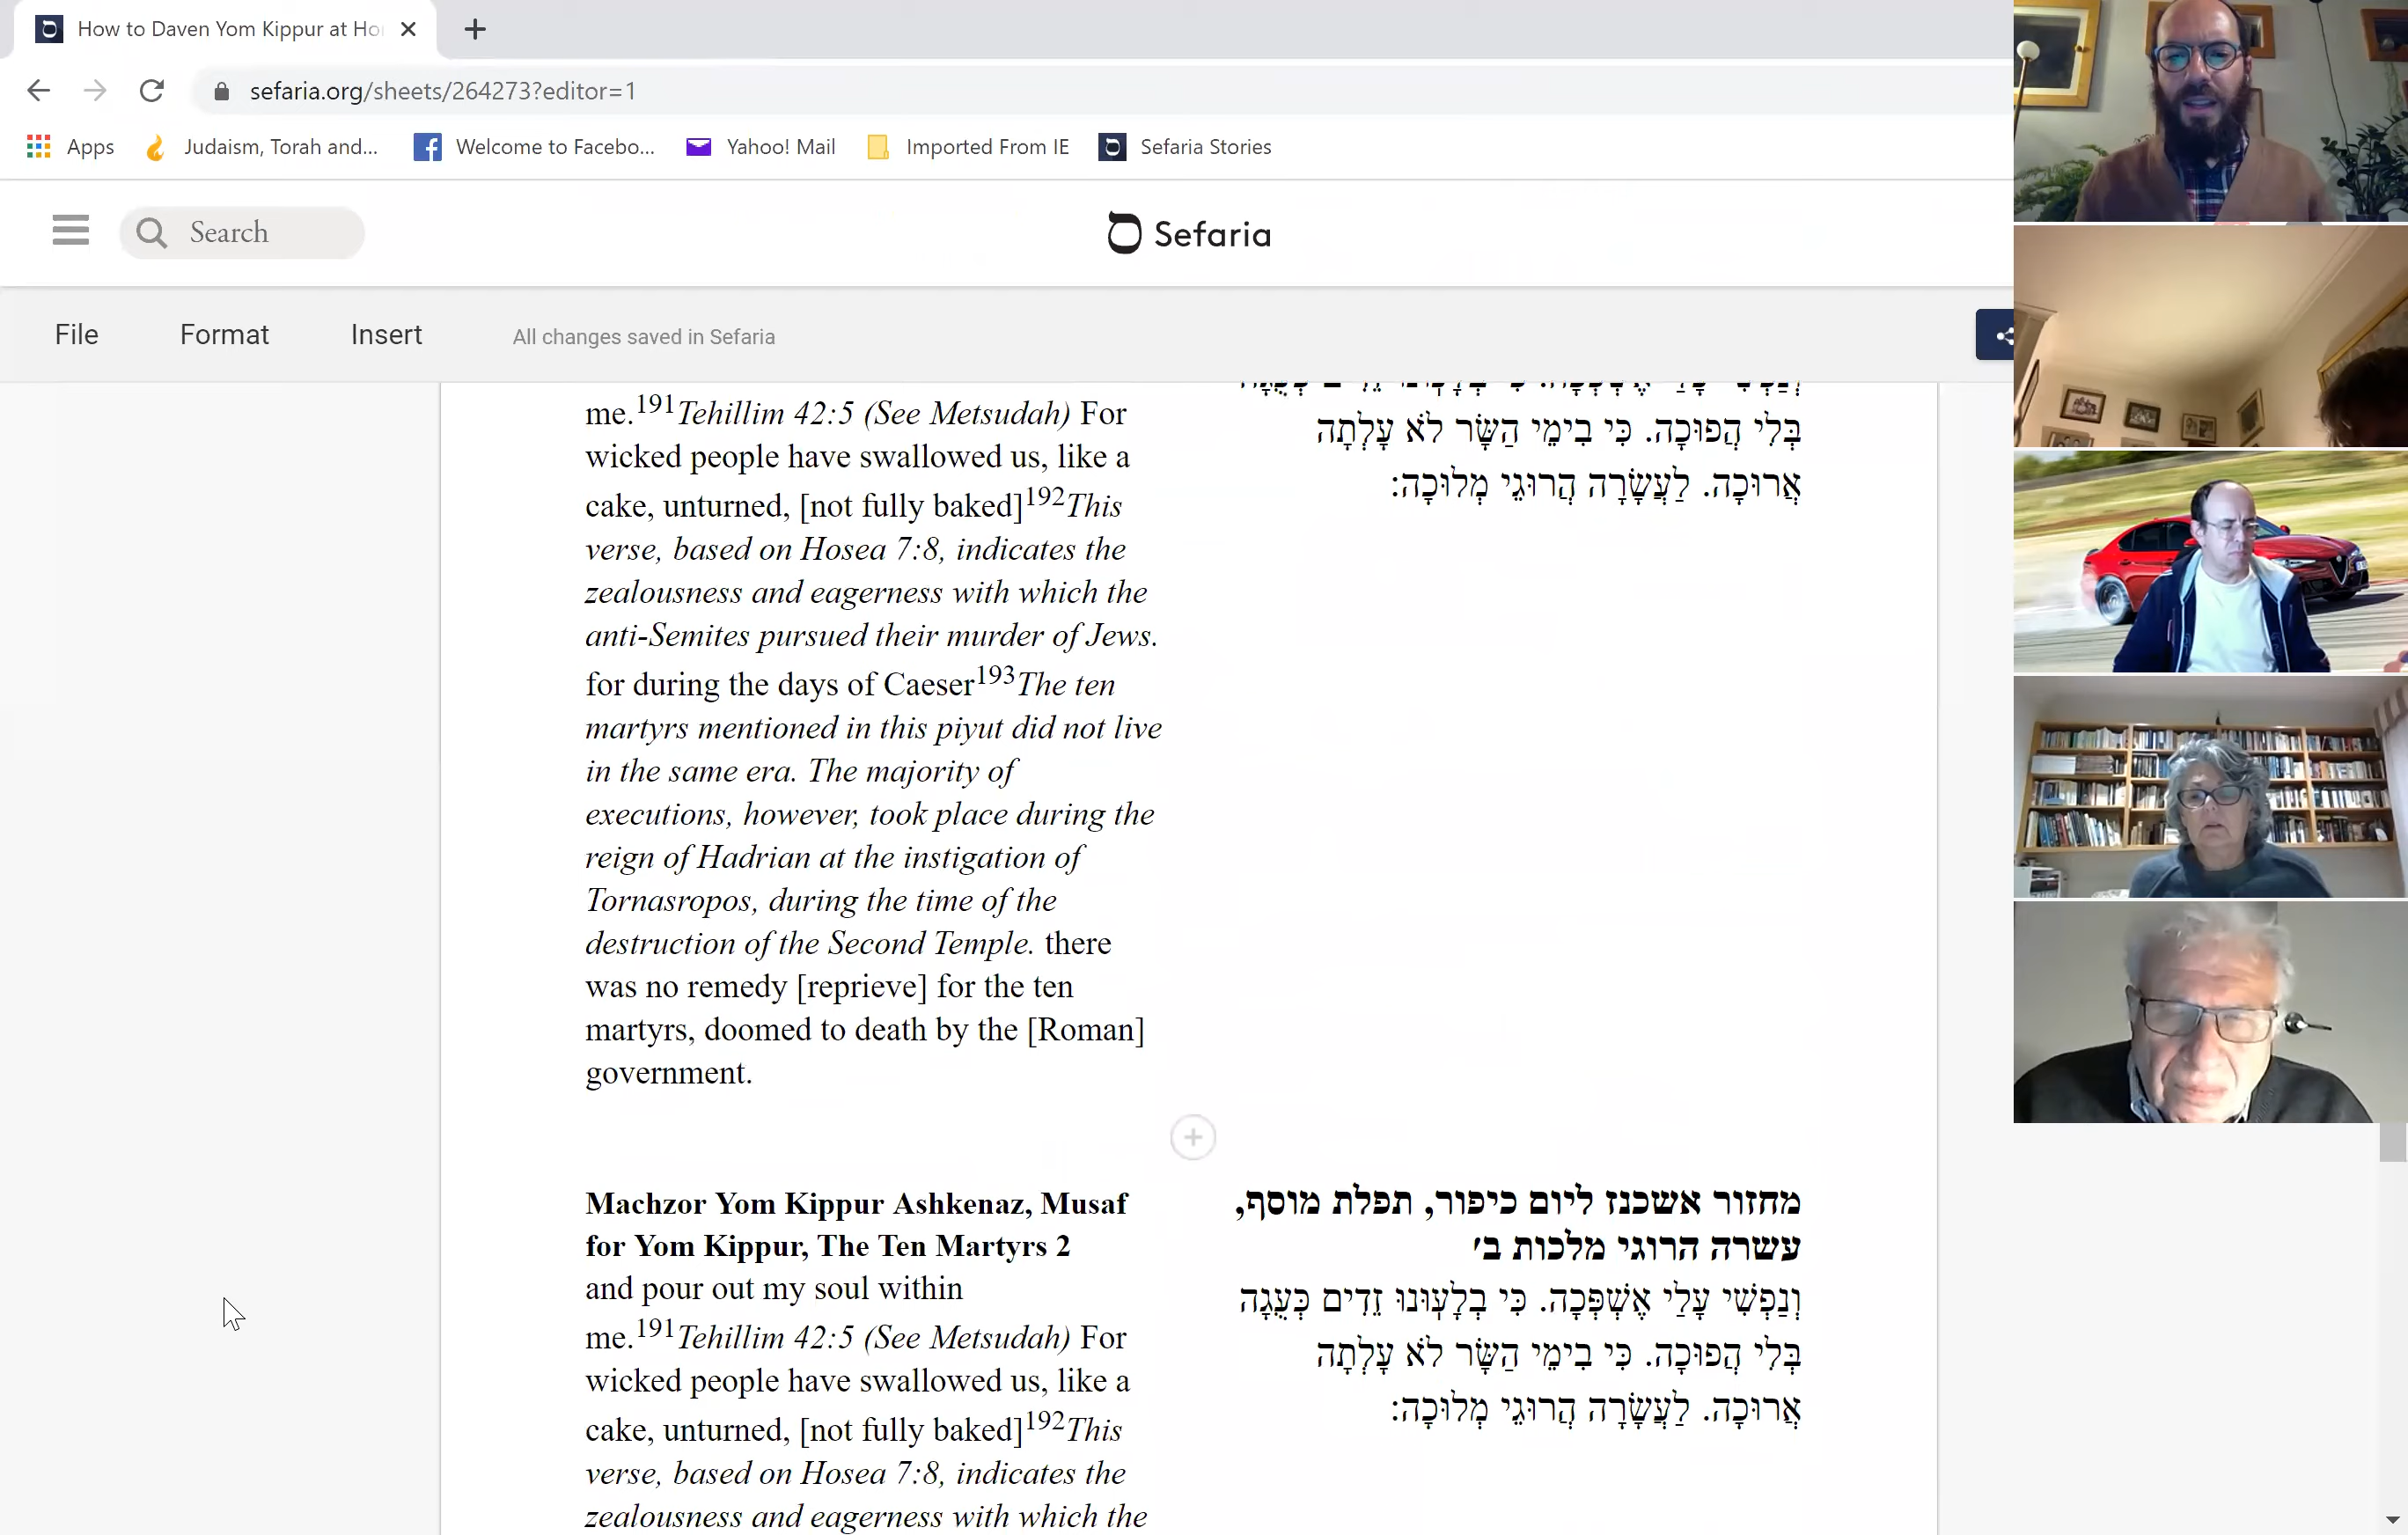 How to Daven Yom Kippur at Ho
sefaria.org/sheets/264273?editor=1
Apps
Judaism, Torah and...
Welcome to Facebo...
Yahoo! Mail
Imported From IE
Sefaria Stories
Search
Sefaria
File
Format
Insert
All changes saved in Sefaria
me.191Tehillim 42:5 (See Metsudah) For
wicked people have swallowed us, like a
cake, unturned, [not fully baked]192This
verse, based on Hosea 7:8, indicates the
zealousness and eagerness with which the
anti-Semites pursued their murder of Jews.
for during the days of Caeser193The ten
martyrs mentioned in this piyut did not live
in the same era. The majority of
executions, however, took place during the
reign of Hadrian at the instigation of
Tornasropos, during the time of the
destruction of the Second Temple. there
was no remedy [reprieve] for the ten
martyrs, doomed to death by the [Roman]
government.
בְּלִי הֲפוּכָה. כִּי בִימֵי הַשָּׂר לֹא עָלְתָה
אֲרוּכָה. לַעֲשָׂרָה הֲרוּגֵי מְלוּכָה:
Machzor Yom Kippur Ashkenaz, Musaf
for Yom Kippur, The Ten Martyrs 2
and pour out my soul within
me.191Tehillim 42:5 (See Metsudah) For
wicked people have swallowed us, like a
cake, unturned, [not fully baked]192This
verse, based on Hosea 7:8, indicates the
zealousness and eagerness with which the
מחזור אשכנז ליום כיפור, תפלת מוסף,
עשרה הרוגי מלכות ב׳
וְנַפְשִׁי עָלַי אֶשְׁפְּכָה. כִּי בְלָעְוּנוּ זֵדִים כְּעֻגָה
בְּלִי הֲפוּכָה. כִּי בִימֵי הַשָּׂר לֹא עָלְתָה
אֲרוּכָה. לַעֲשָׂרָה הֲרוּגֵי מְלוּכָה: